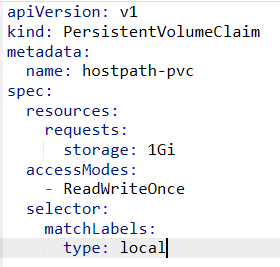 apiVersion: v1
kind: PersistentVolumeClaim
metadata:
  name: hostpath-pvc
spec:
  resources:
    requests:
      storage: 1Gi
  accessModes:
    - ReadWriteOnce
  selector:
    matchLabels:
      type: local